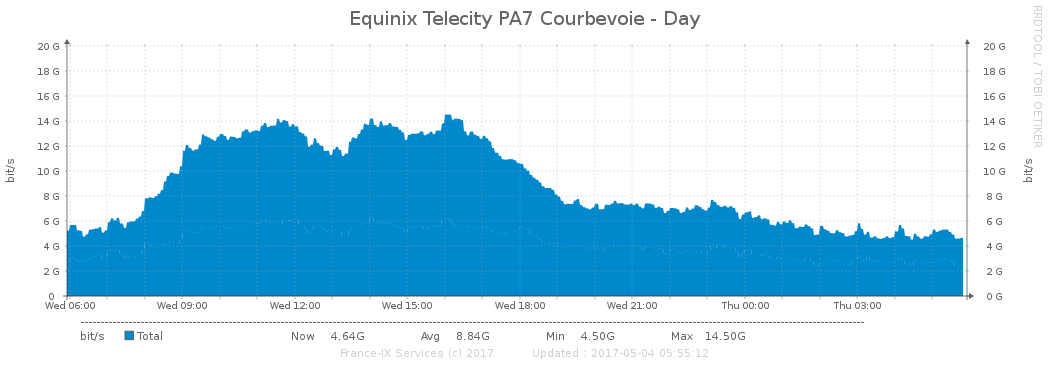 Equinix Telecity PA7 Courbevoie - Day
RRDTOOL / TOBI OETIKER
bit/s
20 G 20 G
18 G 18 G
16 G 16 G
14 G 14 G
12 G 12 G
10 G 10 G
8 G 8 G
6 G 6 G
4 G 4 G
2 G 2 G
0 0 G
bit/s
Wed 06:00 Wed 09:00 Wed 12:00 Wed 15:00 Wed 18:00 Wed 21:00 Thu 00:00 Thu 03:00
bit/s Total Now 4.64G Avg 8.84G Min 4.50G Max 14.50G
France-IX Services (c) 2017 Updated : 2017-05-04 05:55:12